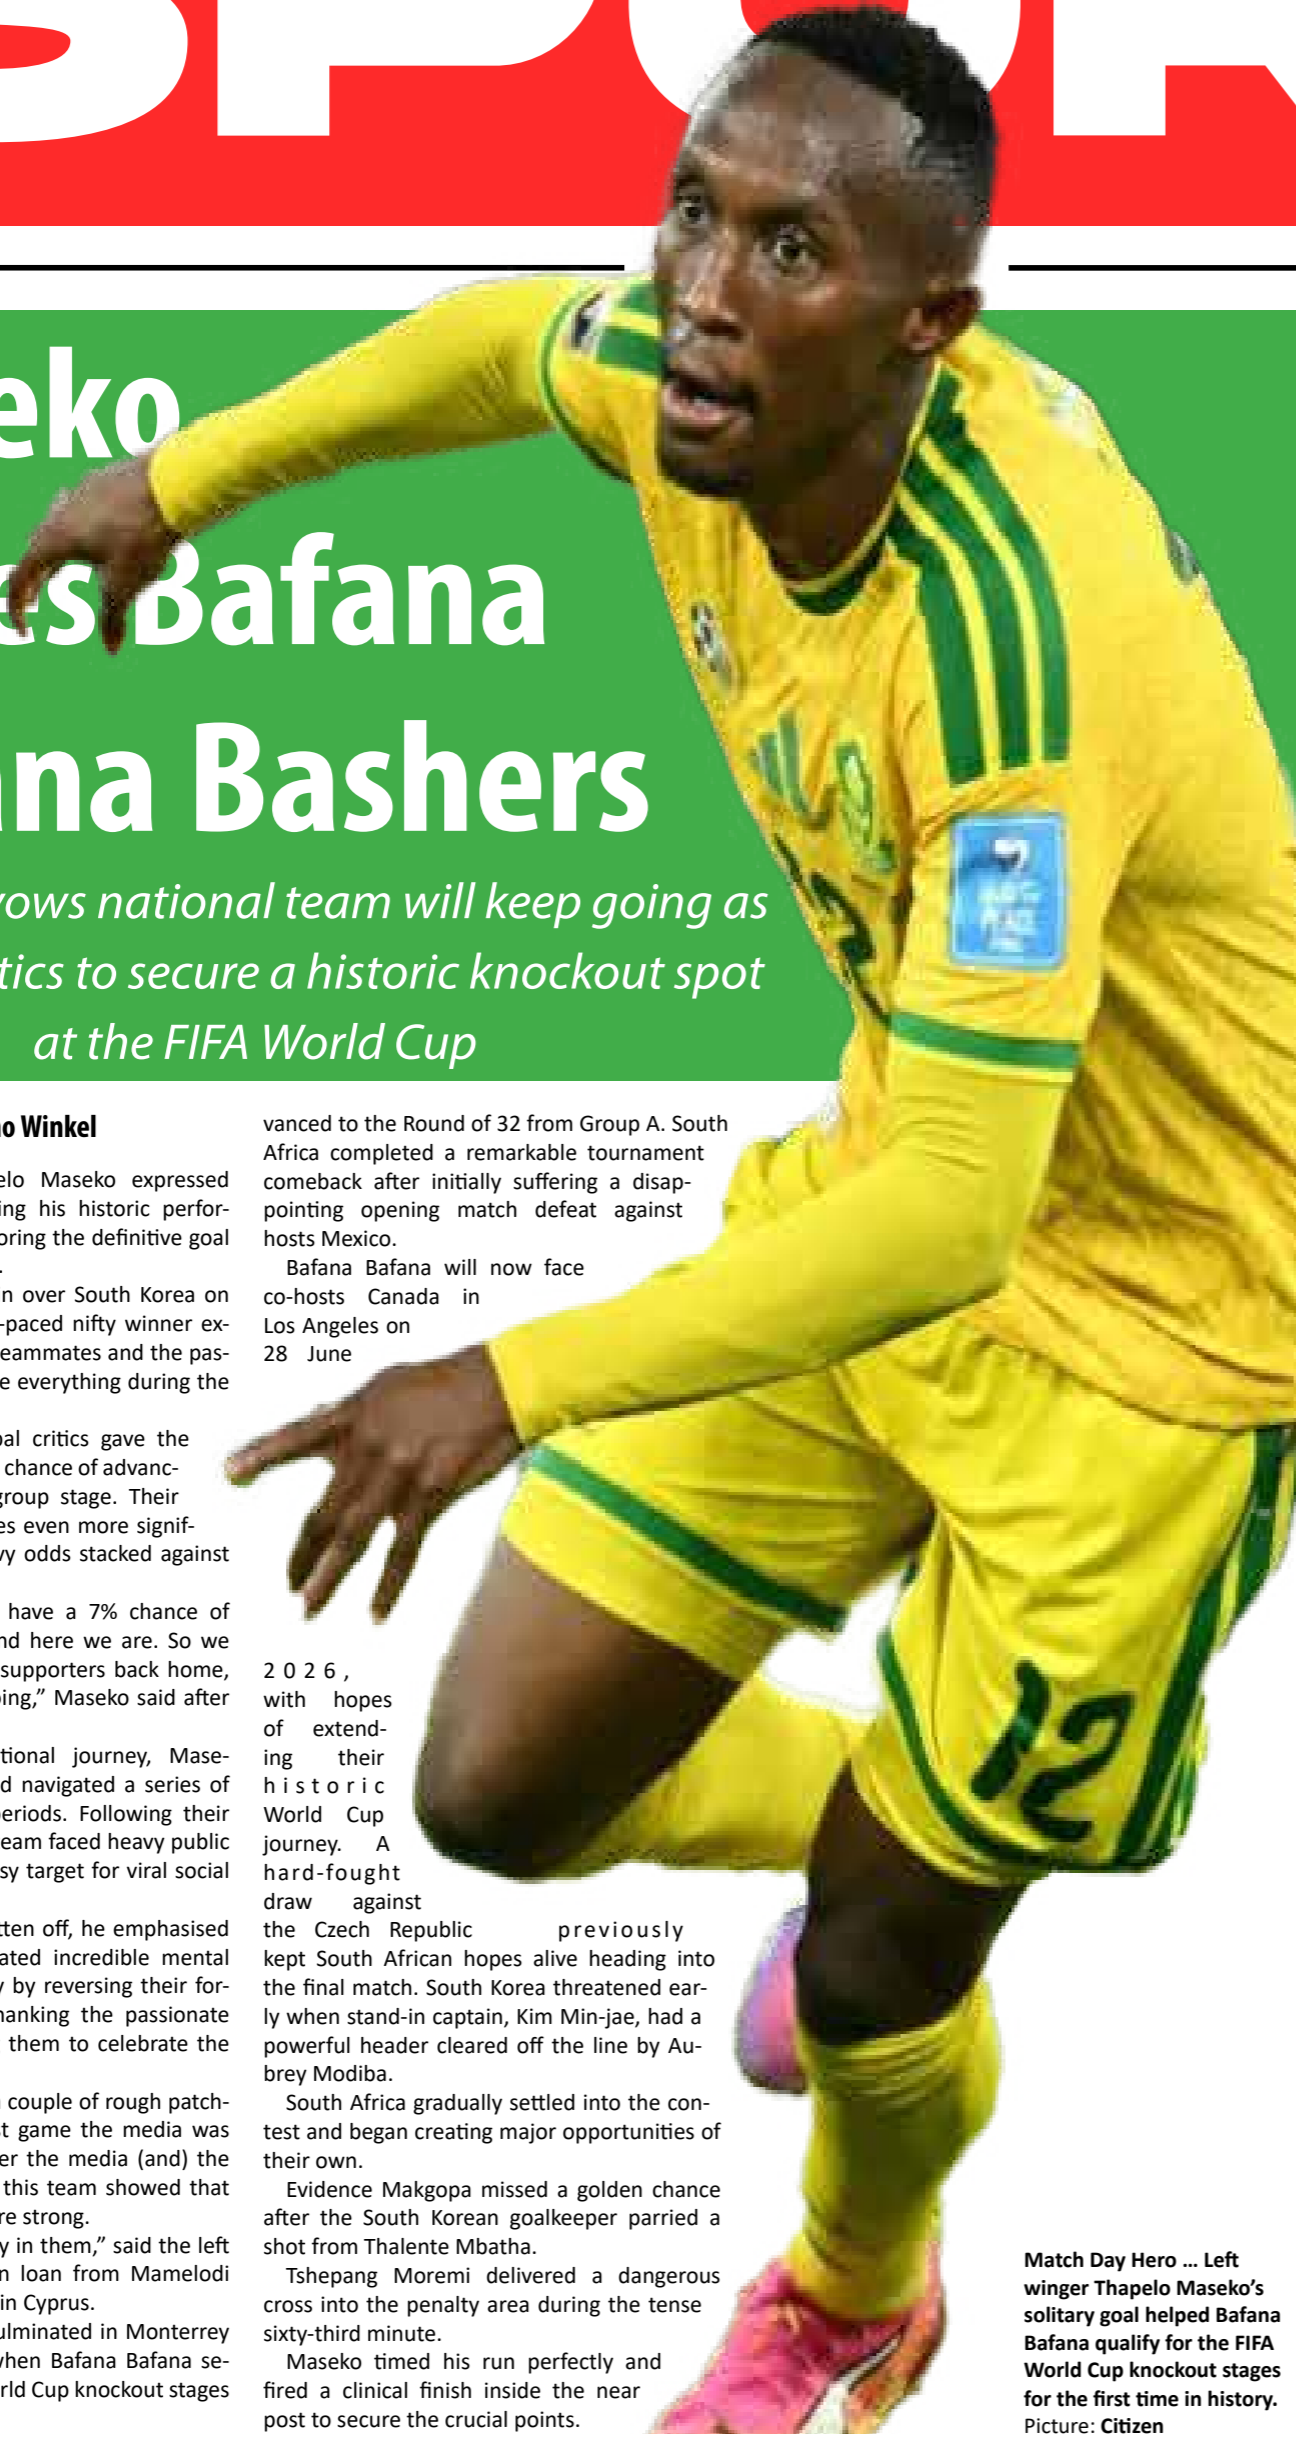 SPOR
eko
es Bafana
ana Bashers
vows national team will keep going as
tics to secure a historic knockout spot
at the FIFA World Cup
no Winkel
elo Maseko expressed
ing his historic perfor-
oring the definitive goal
.
n over South Korea on
-paced nifty winner ex-
eammates and the pas-
e everything during the
bal critics gave the
chance of advanc-
group stage. Their
es even more signif-
vy odds stacked against
have a 7% chance of
nd here we are. So we
supporters back home,
ping,” Maseko said after
tional journey, Mase-
d navigated a series of
periods. Following their
team faced heavy public
sy target for viral social
tten off, he emphasised
ated incredible mental
y by reversing their for-
hanking the passionate
them to celebrate the
a couple of rough patch-
st game the media was
er the media (and) the
this team showed that
re strong.
y in them,” said the left
n loan from Mamelodi
in Cyprus.
ulminated in Monterrey
when Bafana Bafana se-
rld Cup knockout stages
vanced to the Round of 32 from Group A. South
Africa completed a remarkable tournament
comeback after initially suffering a disap-
pointing opening match defeat against
hosts Mexico.
Bafana Bafana will now face
co-hosts Canada in
Los Angeles on
28 June
2026,
with hopes
of extend-
ing their
historic
World Cup
journey. A
hard-fought
draw against
the Czech Republic previously
kept South African hopes alive heading into
the final match. South Korea threatened ear-
ly when stand-in captain, Kim Min-jae, had a
powerful header cleared off the line by Au-
brey Modiba.
South Africa gradually settled into the con-
test and began creating major opportunities of
their own.
Evidence Makgopa missed a golden chance
after the South Korean goalkeeper parried a
shot from Thalente Mbatha.
Tshepang Moremi delivered a dangerous
cross into the penalty area during the tense
sixty-third minute.
Maseko timed his run perfectly and
fired a clinical finish inside the near
post to secure the crucial points.
12
Match Day Hero ... Left
winger Thapelo Maseko’s
solitary goal helped Bafana
Bafana qualify for the FIFA
World Cup knockout stages
for the first time in history.
Picture: Citizen